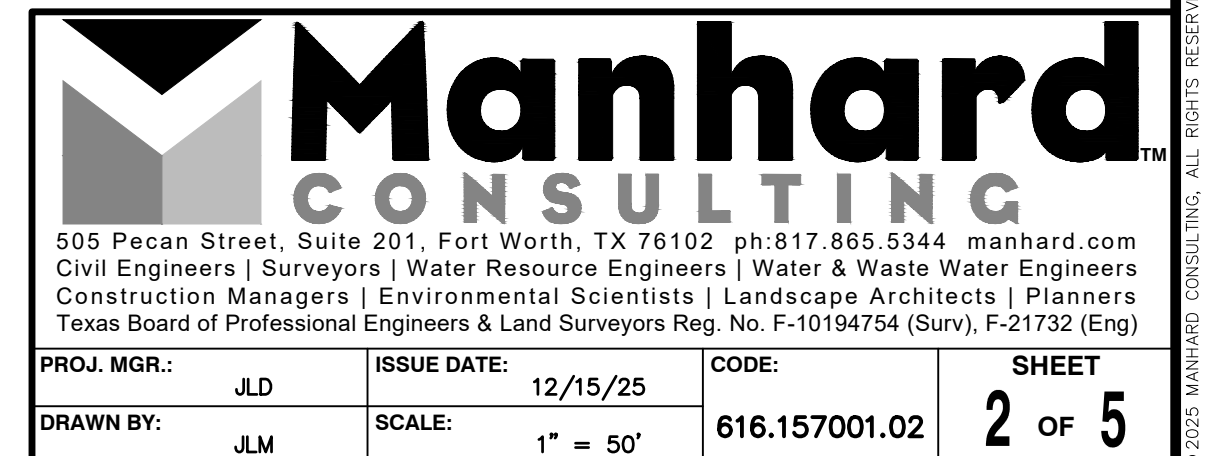 Manhard™
CONSULTING
505 Pecan Street, Suite 201, Fort Worth, TX 76102 ph:817.865.5344 manhard.com
Civil Engineers | Surveyors | Water Resource Engineers | Water & Waste Water Engineers
Construction Managers | Environmental Scientists | Landscape Architects | Planners
Texas Board of Professional Engineers & Land Surveyors Reg. No. F-10194754 (Surv), F-21732 (Eng)
PROJ. MGR.: JLD
DRAWN BY: JLM
ISSUE DATE: 12/15/25
SCALE: 1" = 50'
CODE:
616.157001.02
SHEET
2 OF 5
2025 MANHARD CONSULTING, ALL RIGHTS